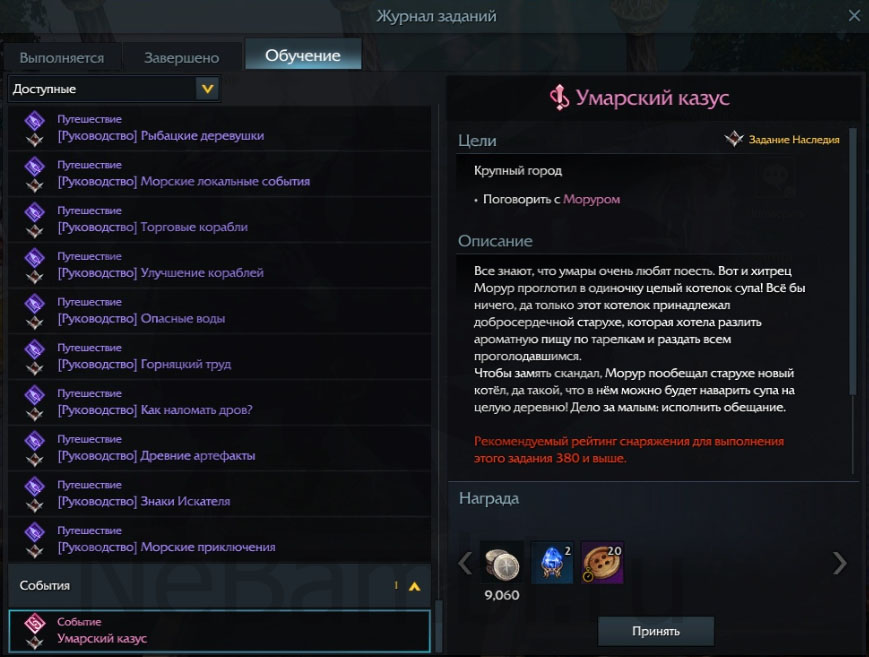 Журнал заданий
Выполняется
Завершено
Обучение
Доступные
Путешествие
[Руководство] Рыбацкие деревушки
Путешествие
[Руководство] Морские локальные события
Путешествие
[Руководство] Торговые корабли
Путешествие
[Руководство] Улучшение кораблей
Путешествие
[Руководство] Опасные воды
Путешествие
[Руководство] Горняцкий труд
Путешествие
[Руководство] Как наломать дров?
Путешествие
[Руководство] Древние артефакты
Путешествие
[Руководство] Знаки Искателя
Путешествие
[Руководство] Морские приключения
События
1
Событие
Умарский казус
Умарский казус
Цели
Задание Наследия
Крупный город
• Поговорить с Моруром
Описание
Все знают, что умары очень любят поесть. Вот и хитрец
Морур проглотил в одиночку целый котелок супа! Всё бы
ничего, да только этот котелок принадлежал
добросердечной старухе, которая хотела разлить
ароматную пищу по тарелкам и раздать всем
проголодавшимся.
Чтобы замять скандал, Морур пообещал старухе новый
котёл, да такой, что в нём можно будет наварить супа на
целую деревню! Дело за малым: исполнить обещание.
Рекомендуемый рейтинг снаряжения для выполнения
этого задания 380 и выше.
Награда
2
20
9,060
Принять